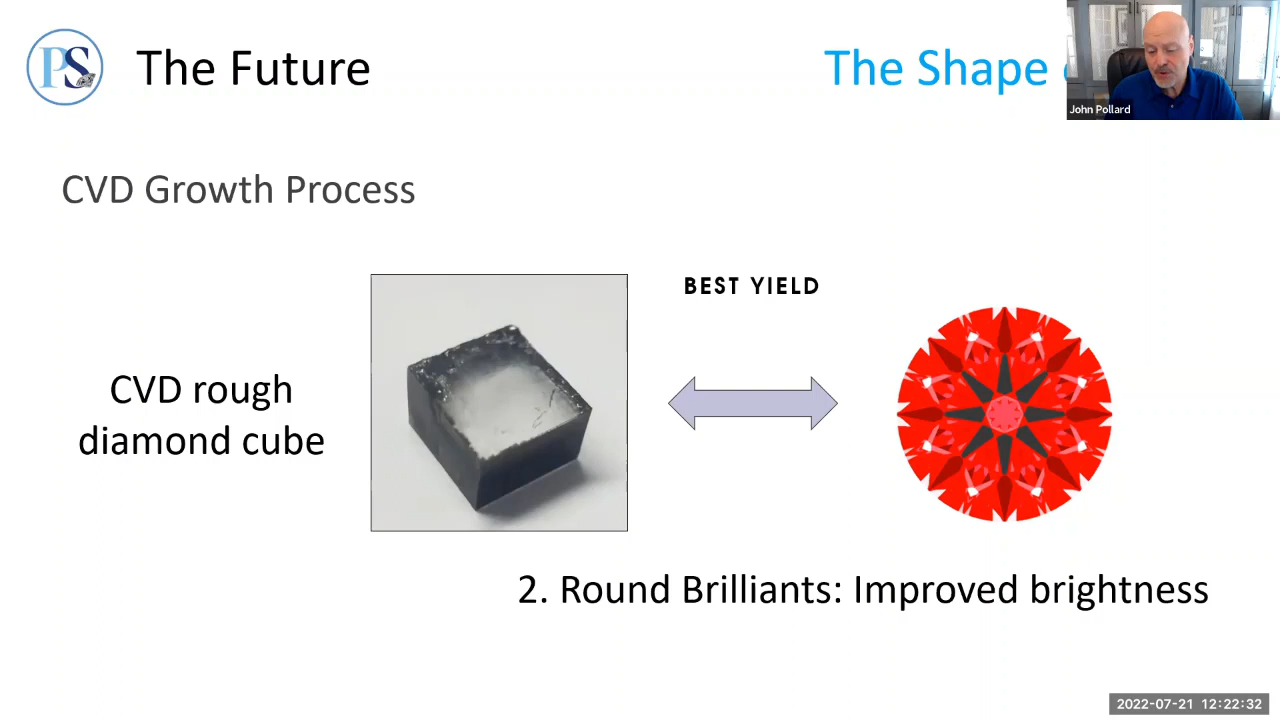 PS
The Future
The Shape
John Pollard
CVD Growth Process
BEST YIELD
CVD rough
diamond cube
2. Round Brilliants: Improved brightness
2022-07-21 12:22:32